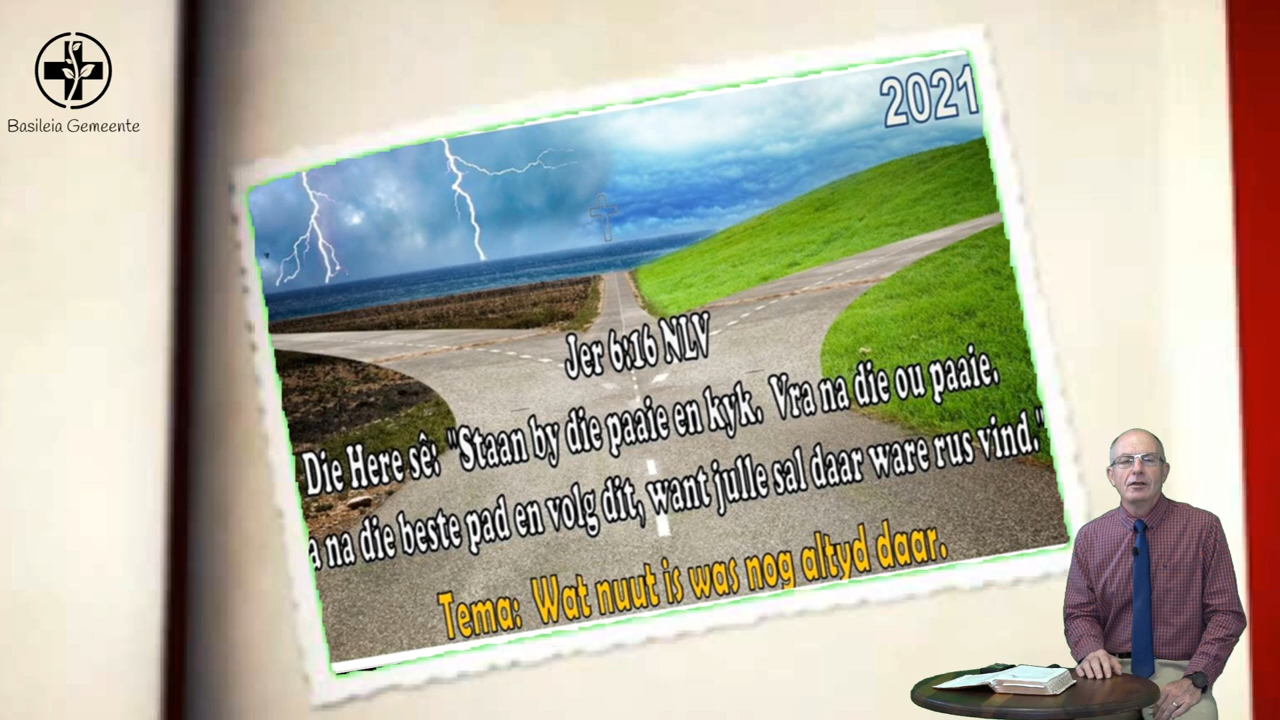 Basileia Gemeente
2021
Jer 6:16 NLV
Die Here sê: "Staan by die paaie en kyk. Vra na die ou paaie.
na die beste pad en volg dit, want julle sal daar ware rus vind."
Tema: Wat nuut is was nog altyd daar.